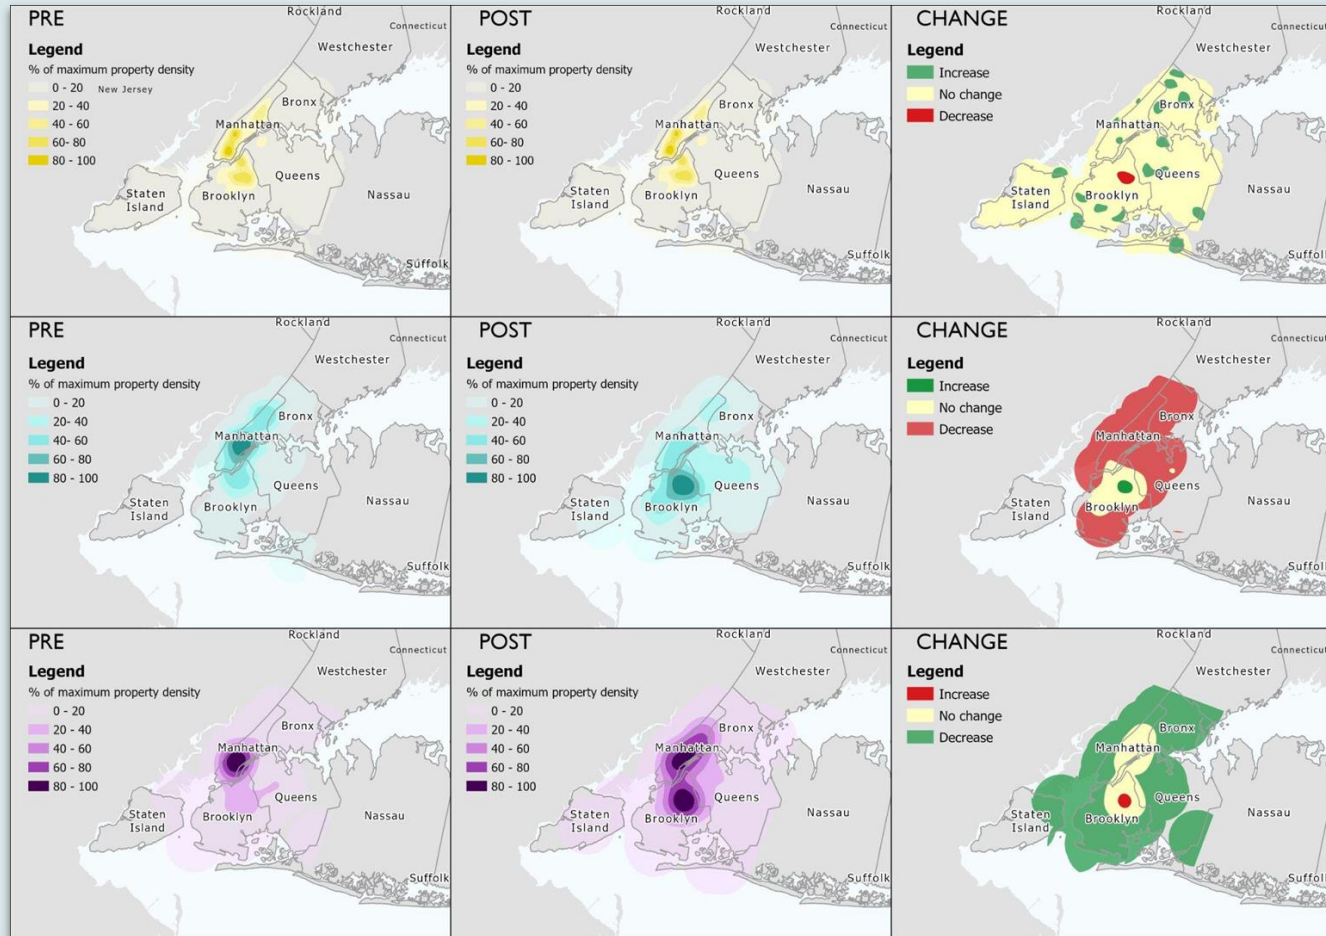 PRE
Legend
% of maximum property density
0 - 20
20 - 40
40 - 60
60- 80
80 - 100
New Jersey
Rockland
Connecticut
Westchester
Bronx
Manhattan
Queens
Staten
Island
Brooklyn
Nassau
Suffolk
POST
Legend
% of maximum property density
0 - 20
20 - 40
40 - 60
60- 80
80 - 100
Rockland
Connecticut
Westchester
Bronx
Manhattan
Queens
Staten
Island
Brooklyn
Nassau
Suffolk
CHANGE
Legend
Increase
No change
Decrease
Rockland
Connecticut
Westchester
Bronx
Manhattan
Queens
Staten
Island
Brooklyn
Nassau
Suffolk
PRE
Legend
% of maximum property density
0 - 20
20 - 40
40 - 60
60 - 80
80 - 100
Rockland
Connecticut
Westchester
Bronx
Manhattan
Queens
Staten
Island
Brooklyn
Nassau
Suffolk
POST
Legend
% of maximum property density
0 - 20
20 - 40
40 - 60
60 - 80
80 - 100
Rockland
Connecticut
Westchester
Bronx
Manhattan
Queens
Staten
Island
Brooklyn
Nassau
Suffolk
CHANGE
Legend
Increase
No change
Decrease
Rockland
Connecticut
Westchester
Bronx
Manhattan
Queens
Staten
Island
Brooklyn
Nassau
Suffolk
PRE
Legend
% of maximum property density
0 - 20
20 - 40
40 - 60
60 - 80
80 - 100
Rockland
Connecticut
Westchester
Bronx
Manhattan
Queens
Staten
Island
Brooklyn
Nassau
Suffolk
POST
Legend
% of maximum property density
0 - 20
20 - 40
40 - 60
60 - 80
80 - 100
Rockland
Connecticut
Westchester
Bronx
Manhattan
Queens
Staten
Island
Brooklyn
Nassau
Suffolk
CHANGE
Legend
Increase
No change
Decrease
Rockland
Connecticut
Westchester
Bronx
Manhattan
Queens
Staten
Island
Brooklyn
Nassau
Suffolk